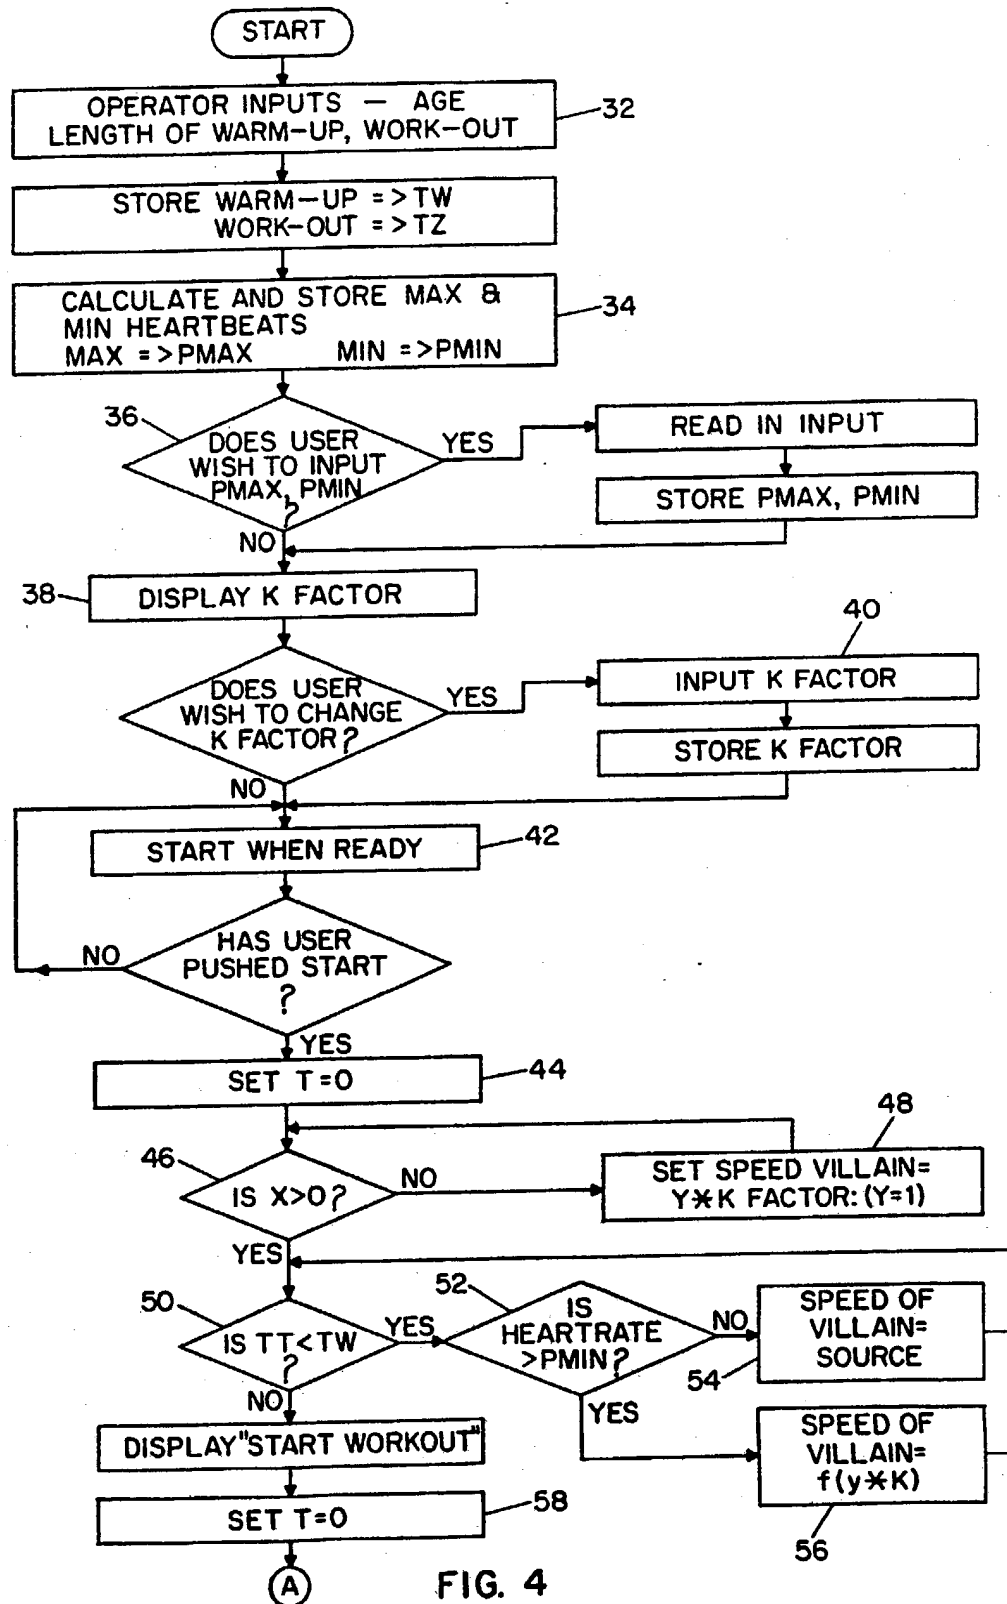 START
OPERATOR INPUTS — AGE
LENGTH OF WARM-UP, WORK-OUT
32
STORE WARM-UP =>TW
WORK-OUT =>TZ
CALCULATE AND STORE MAX &
MIN HEARTBEATS
MAX =>PMAX MIN =>PMIN
34
36
DOES USER
WISH TO INPUT
PMAX, PMIN
?
YES
READ IN INPUT
STORE PMAX, PMIN
NO
38
DISPLAY K FACTOR
40
DOES USER
WISH TO CHANGE
K FACTOR?
YES
INPUT K FACTOR
STORE K FACTOR
NO
START WHEN READY
42
HAS USER
PUSHED START
?
NO
YES
SET T=0
44
46
IS X>0?
NO
48
SET SPEED VILLAIN=
Y*K FACTOR:(Y=1)
YES
50
IS TT<TW
?
YES
52
IS
HEARTRATE
>PMIN?
NO
54
SPEED OF
VILLAIN=
SOURCE
YES
SPEED OF
VILLAIN=
f(y*K)
56
NO
DISPLAY"START WORKOUT"
SET T=0
58
A
FIG. 4